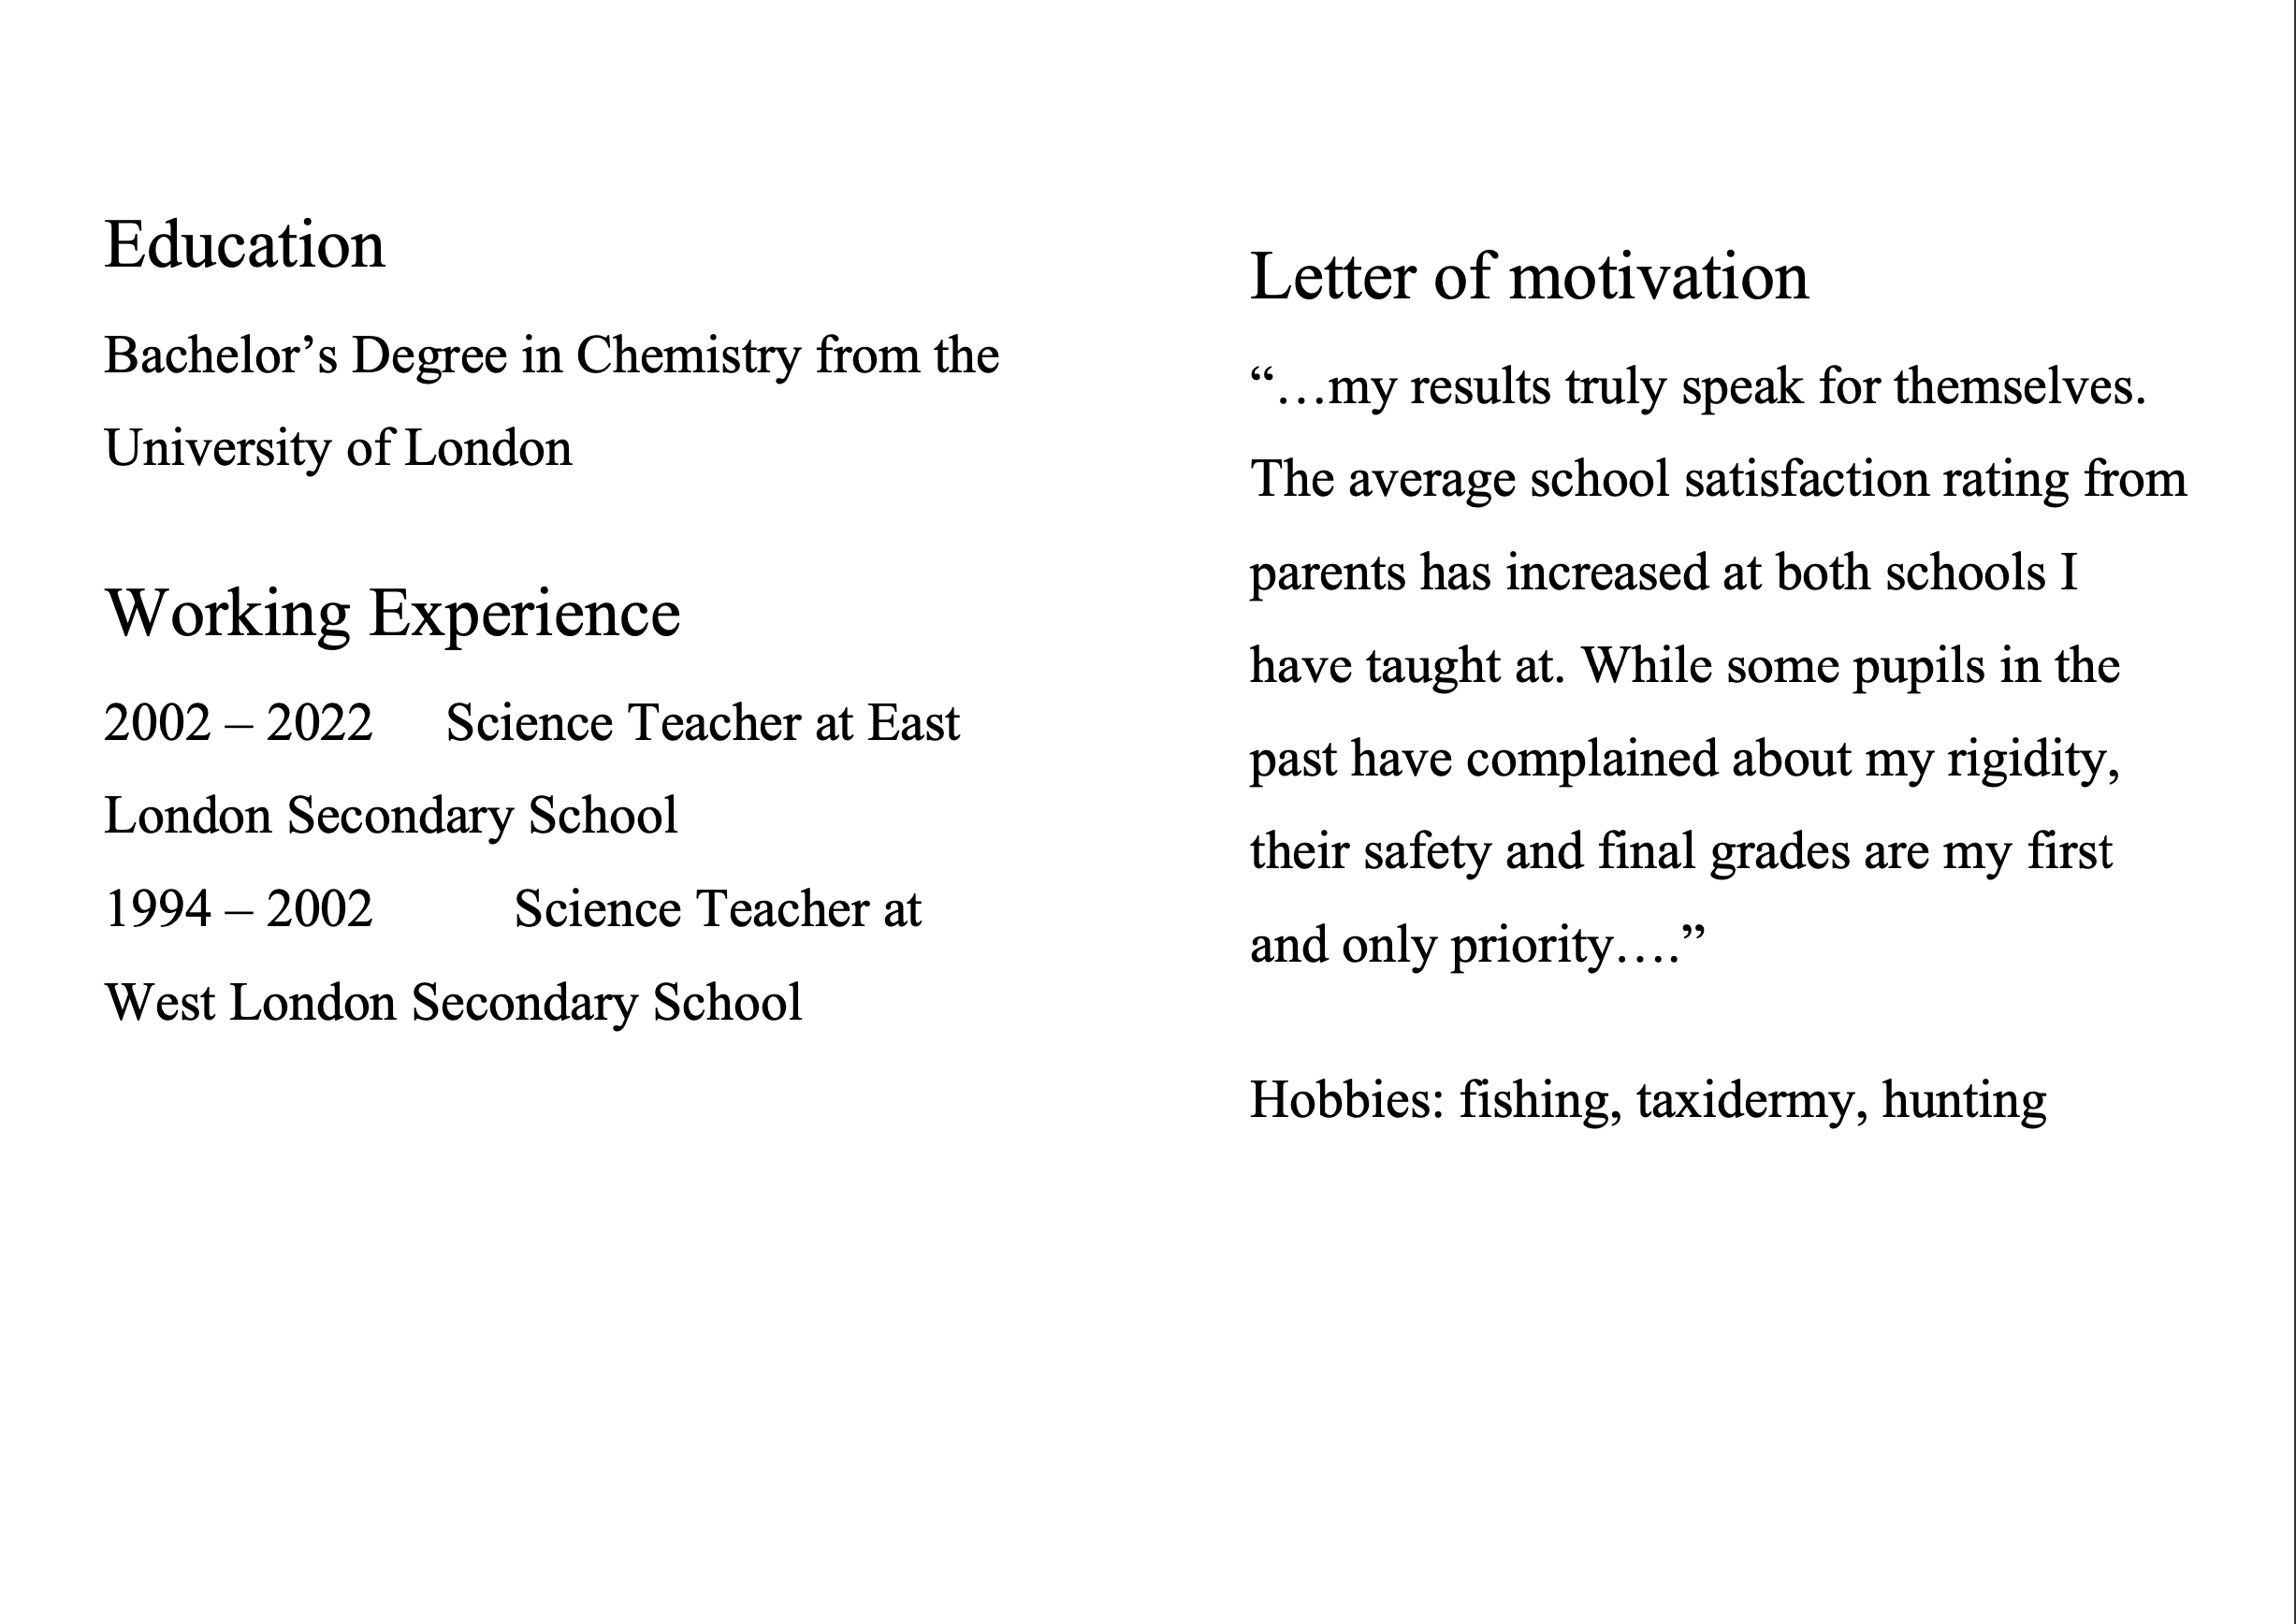 Education
Bachelor’s Degree in Chemistry from the
University of London
Working Experience
2002 – 2022 Science Teacher at East
London Secondary School
1994 – 2002 Science Teacher at
West London Secondary School
Letter of motivation
“…my results truly speak for themselves.
The average school satisfaction rating from
parents has increased at both schools I
have taught at. While some pupils in the
past have complained about my rigidity,
their safety and final grades are my first
and only priority….”
Hobbies: fishing, taxidermy, hunting